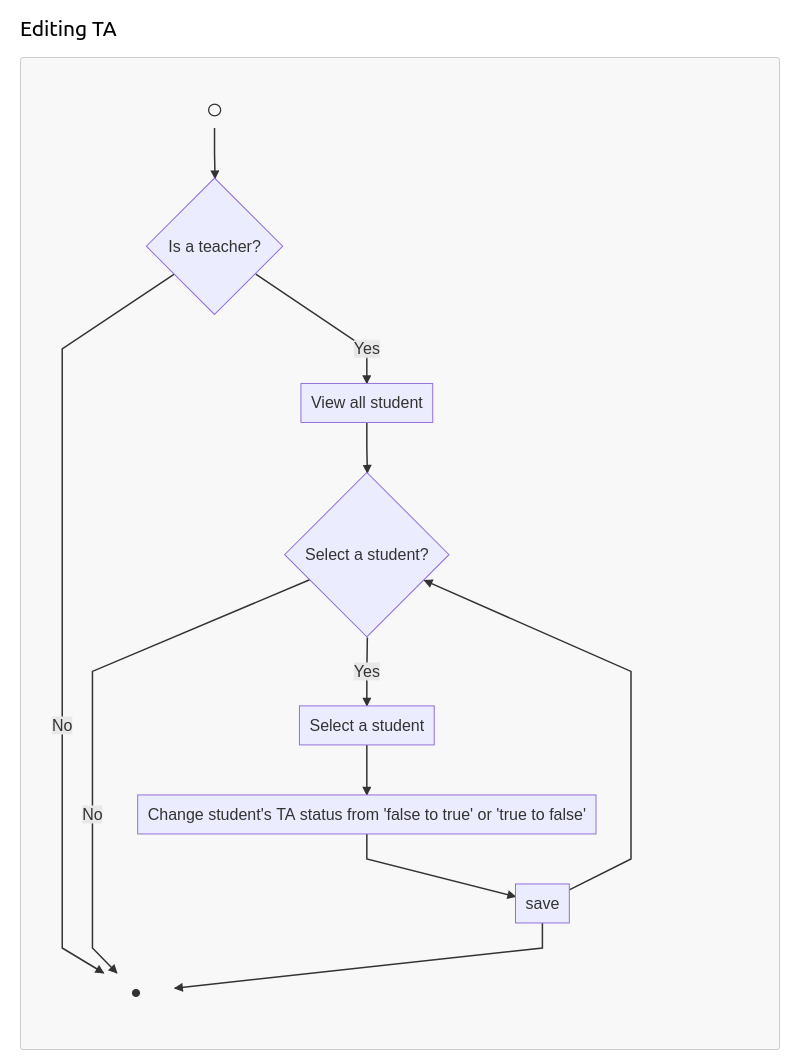 Editing TA
Is a teacher?
Yes
View all student
Select a student?
Yes
Select a student
No
No
Change student's TA status from 'false to true' or 'true to false'
save